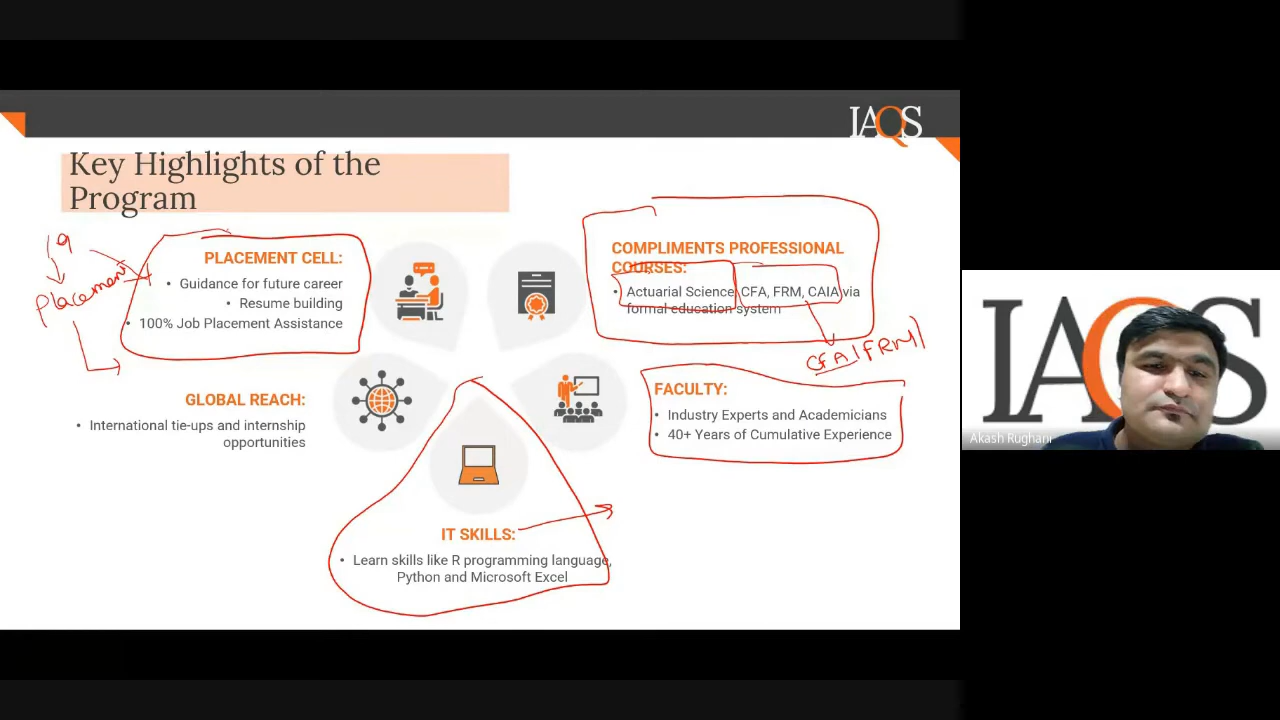 IAQS
Key Highlights of the
Program
19
Placement
PLACEMENT CELL:
• Guidance for future career
• Resume building
• 100% Job Placement Assistance
COMPLIMENTS PROFESSIONAL
COURSES:
• Actuarial Science, CFA, FRM, CAIA via
formal education system
CFA/FRM/
GLOBAL REACH:
• International tie-ups and internship
opportunities
FACULTY:
• Industry Experts and Academicians
• 40+ Years of Cumulative Experience
IT SKILLS:
• Learn skills like R programming language,
Python and Microsoft Excel
IAQS
Akash Rughani